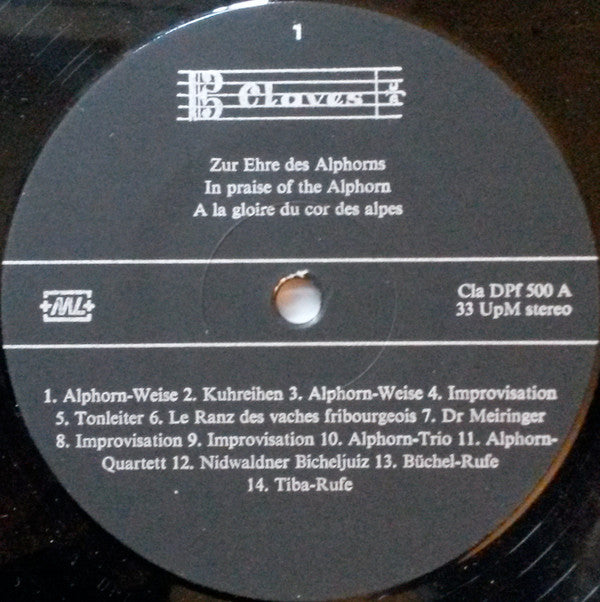 1
Claves
Zur Ehre des Alphorns
In praise of the Alphorn
A la gloire du cor des alpes
Cla DPf 500 A
33 UpM stereo
1. Alphorn-Weise 2. Kuhreihen 3. Alphorn-Weise 4. Improvisation
5. Tonleiter 6. Le Ranz des vaches fribourgeois 7. Dr Meiringer
8. Improvisation 9. Improvisation 10. Alphorn-Trio 11. Alphorn-
Quartett 12. Nidwaldner Bicheljuiz 13. Büchel-Rufe
14. Tiba-Rufe